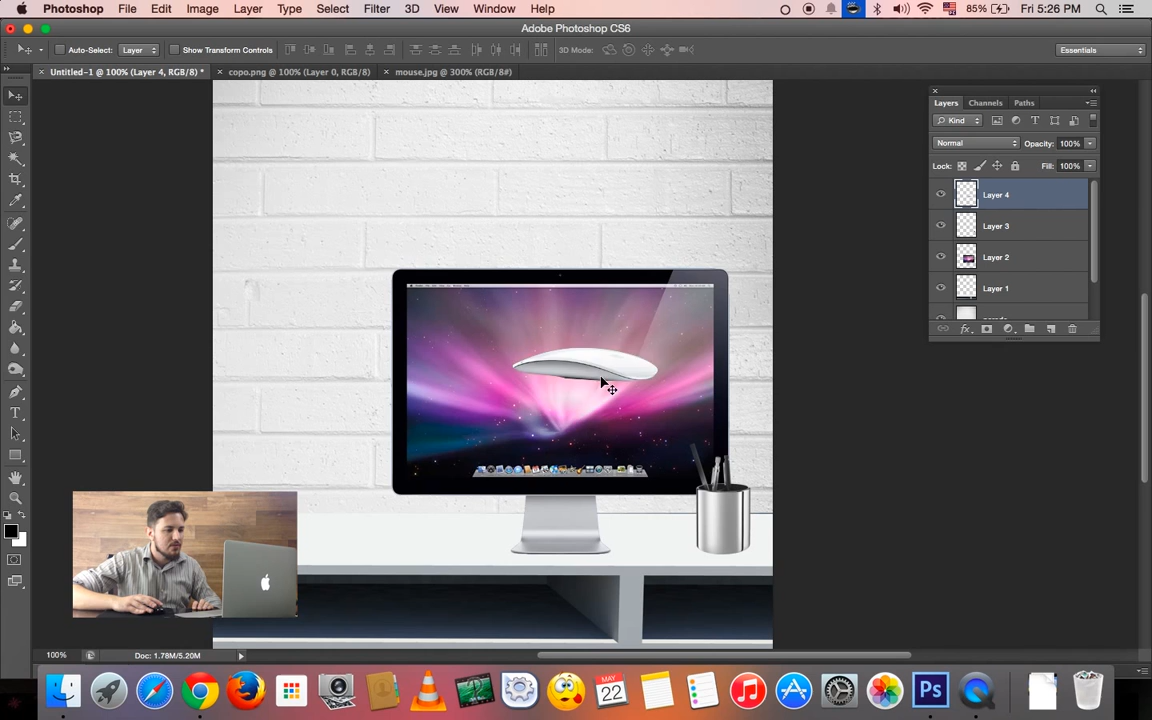 Photoshop File Edit Image Layer Type Select Filter 3D View Window Help 85% Fri 5:26 PM
Adobe Photoshop CS6
Auto-Select: Layer Show Transform Controls 3D Mode: Essentials
Untitled-1 @ 100% (Layer 4, RGB/8) * copo.png @ 100% (Layer 0, RGB/8) mouse.jpg @ 300% (RGB/8#)
Layers Channels Paths
Kind
Normal Opacity: 100%
Lock: Fill: 100%
Layer 4
Layer 3
Layer 2
Layer 1
100% Doc: 1.78M/5.20M
MAY
22
Ps